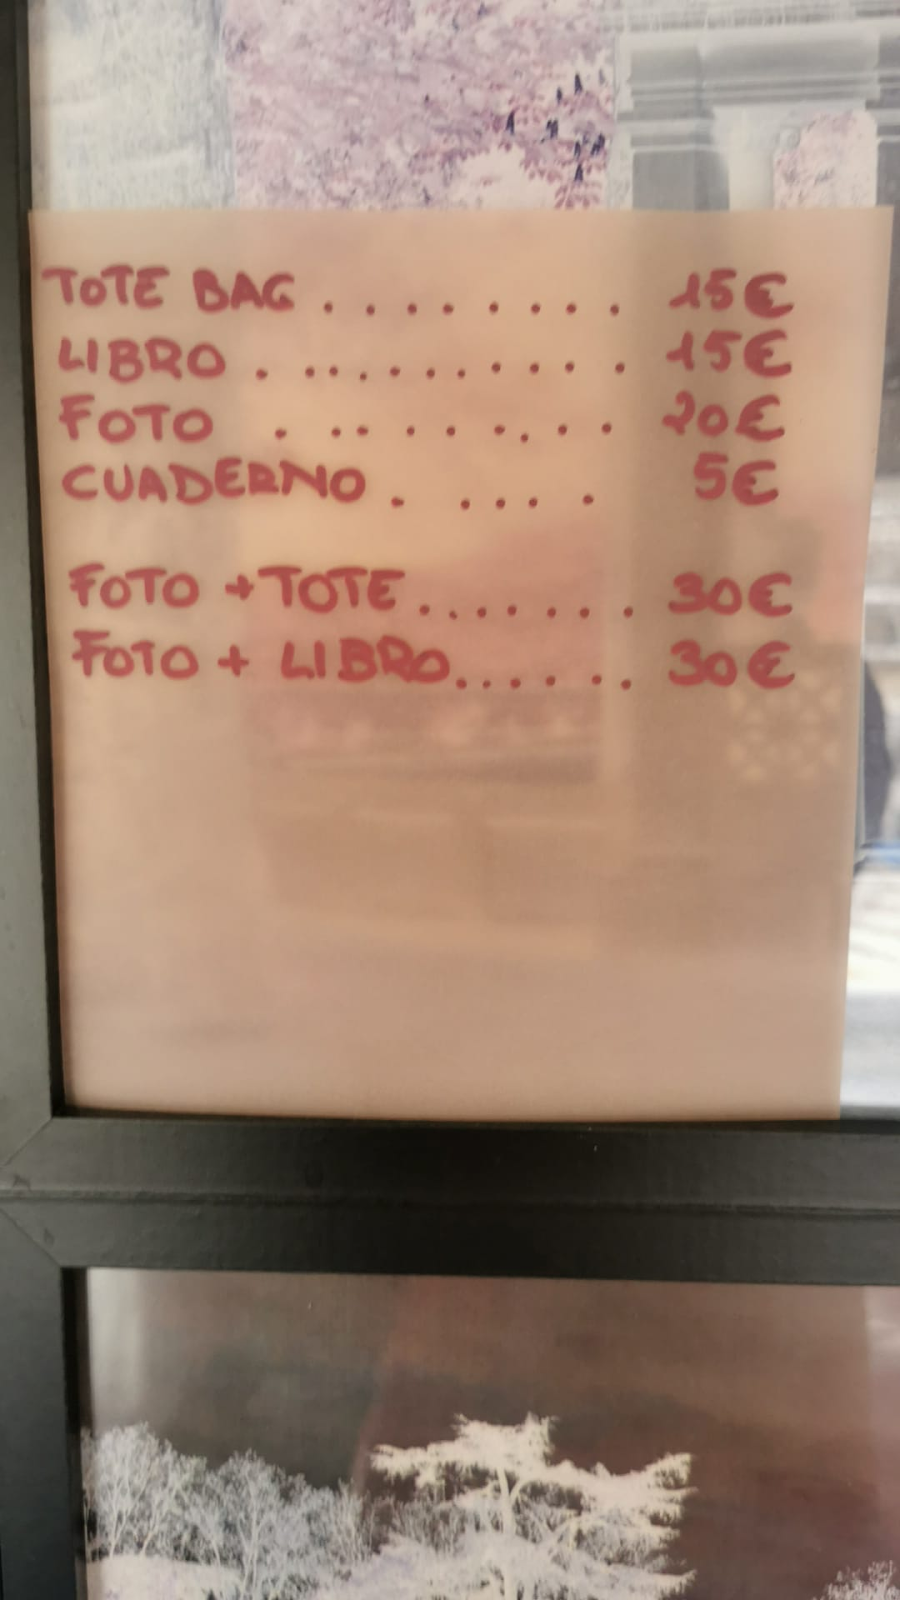 TOTE BAG . . . . . . . . 15€
LIBRO . . . . . . . . . . 15€
FOTO . . . . . . . . . 20€
CUADERNO . . . . . 5€
FOTO + TOTE . . . . . . . 30€
FOTO + LIBRO . . . . . . 30€